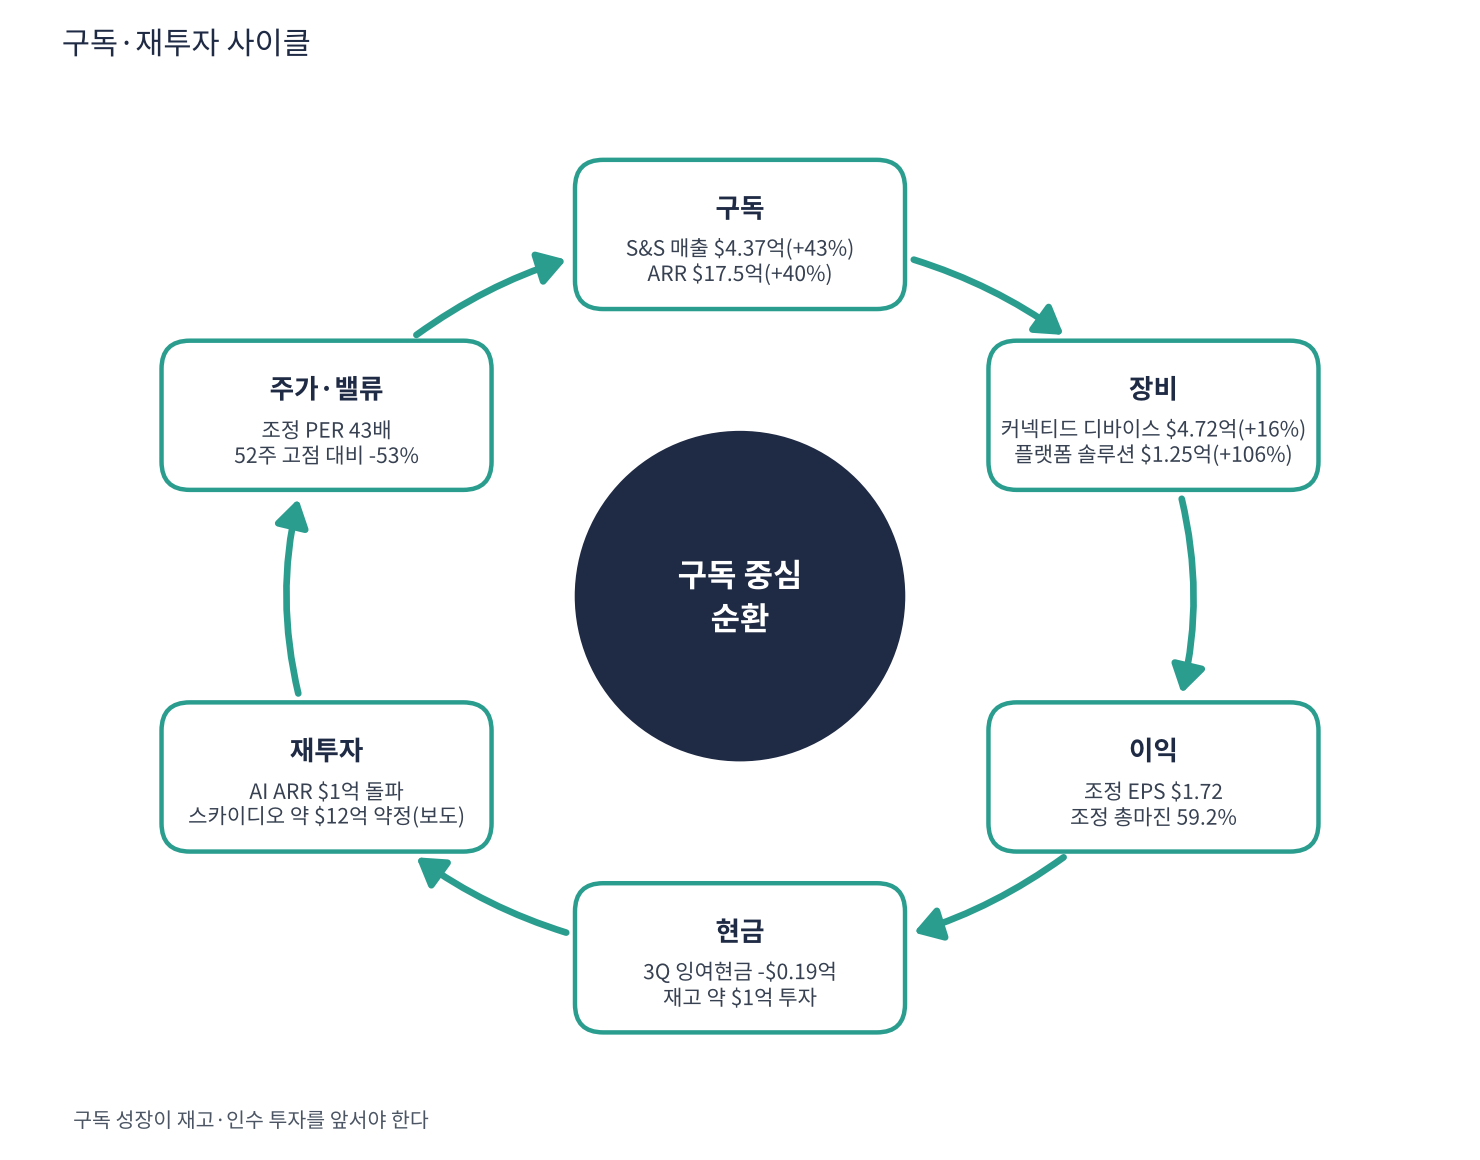 구독·재투자 사이클
구독
S&S 매출 $4.37억(+43%)
ARR $17.5억(+40%)
장비
커넥티드 디바이스 $4.72억(+16%)
플랫폼 솔루션 $1.25억(+106%)
이익
조정 EPS $1.72
조정 총마진 59.2%
현금
3Q 잉여현금 -$0.19억
재고 약 $1억 투자
재투자
AI ARR $1억 돌파
스카이디오 약 $12억 약정(보도)
주가·밸류
조정 PER 43배
52주 고점 대비 -53%
구독 중심
순환
구독 성장이 재고·인수 투자를 앞서야 한다